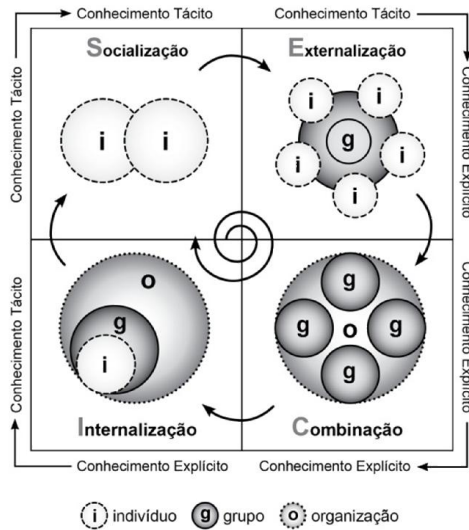 Conhecimento Tácito Conhecimento Tácito
Conhecimento Tácito
Socialização Externalização
Conhecimento Explícito
i i
i i g i i i
o g i
g g o g g
Conhecimento Tácito
Internalização Combinação
Conhecimento Explícito
Conhecimento Explícito Conhecimento Explícito
i indivíduo g grupo o organização